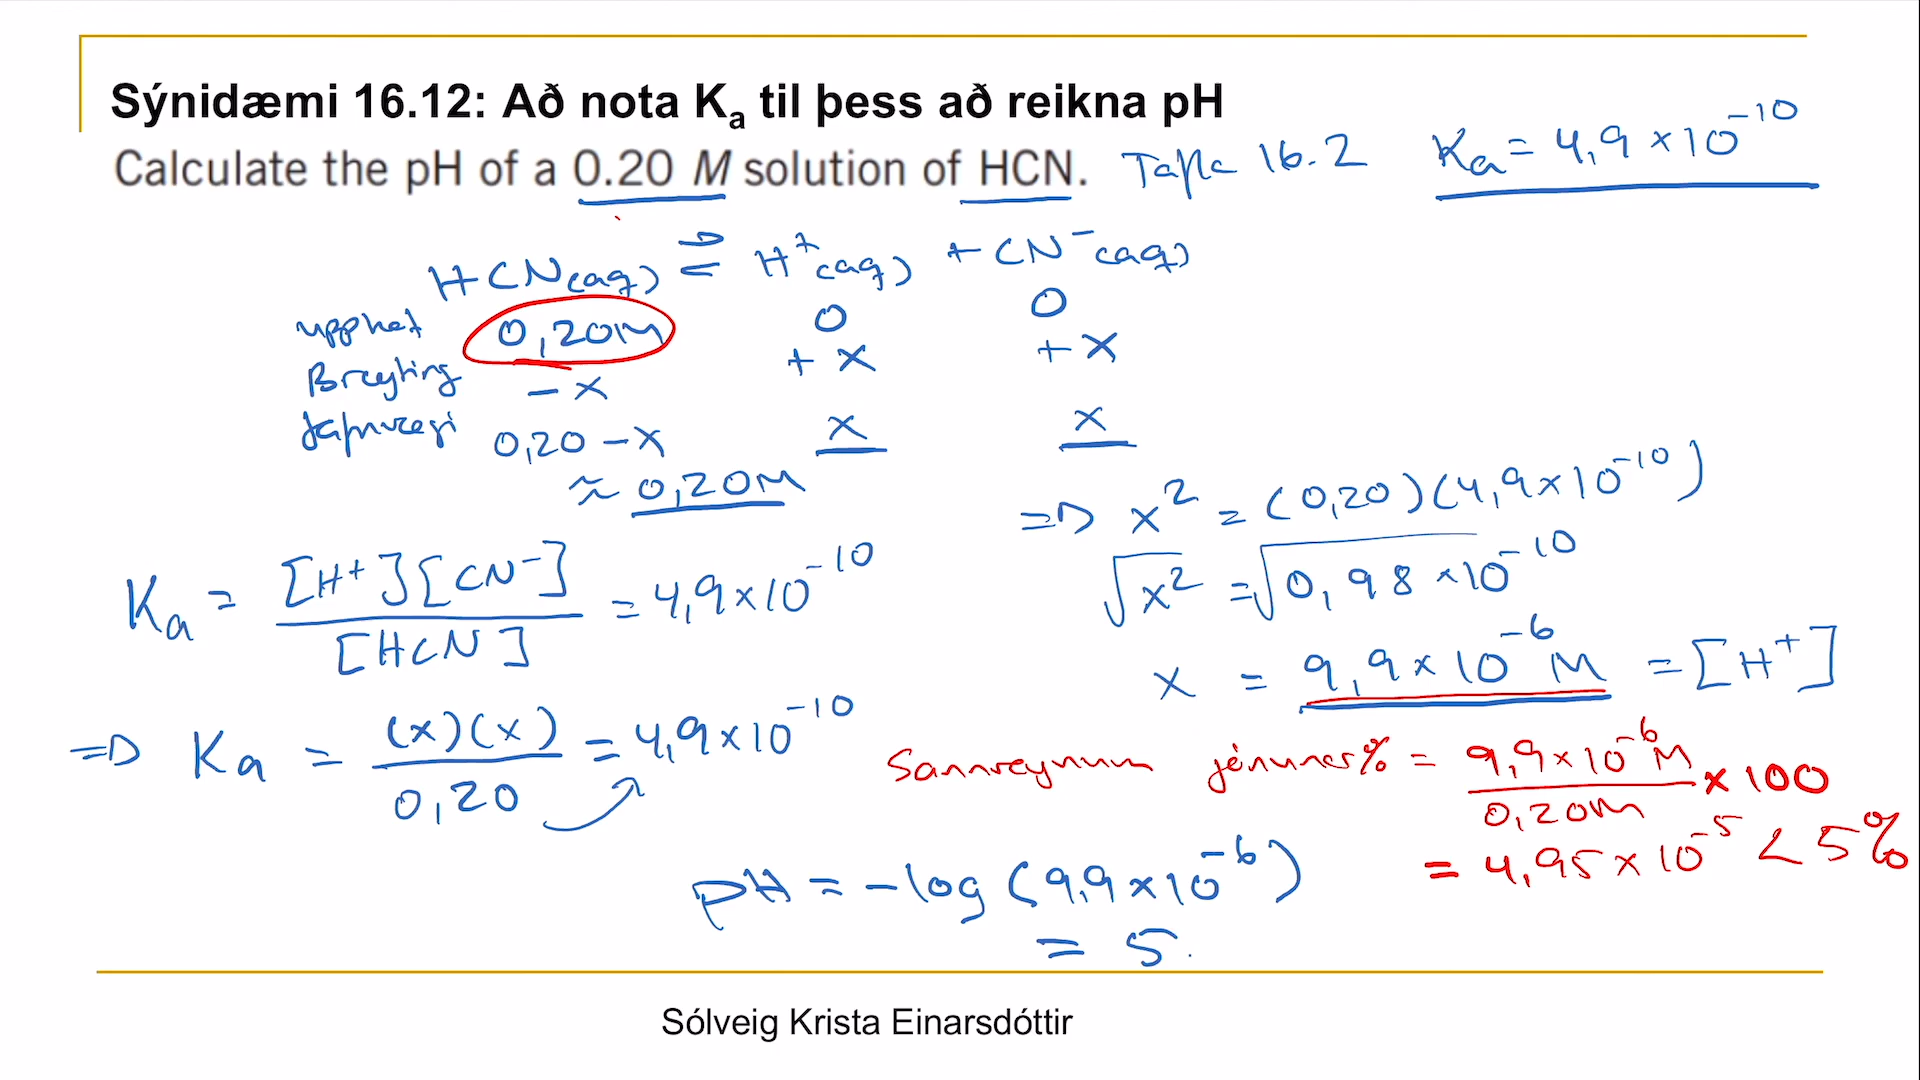 Sýnidæmi 16.12: Að nota Kₐ til þess að reikna pH
Calculate the pH of a 0.20 M solution of HCN. Tafla 16.2 Ka = 4,9 × 10⁻¹⁰
HCN(aq) ⇌ H⁺(aq) + CN⁻(aq)
upphaf 0,20M 0 0
Breyting - x + x + x
Jafnvægi 0,20 - x x x
≈ 0,20M
Ka = [H⁺][CN⁻] / [HCN] = 4,9 × 10⁻¹⁰
⇒ Ka = (x)(x) / 0,20 = 4,9 × 10⁻¹⁰
⇒ x² = (0,20)(4,9 × 10⁻¹⁰)
√x² = √0,98 × 10⁻¹⁰
x = 9,9 × 10⁻⁶ M = [H⁺]
Sannreynum jónunar% = 9,9 × 10⁻⁶ M / 0,20M × 100
= 4,95 × 10⁻⁵ < 5%
pH = -log (9,9 × 10⁻⁶)
= 5.
Sólveig Krista Einarsdóttir